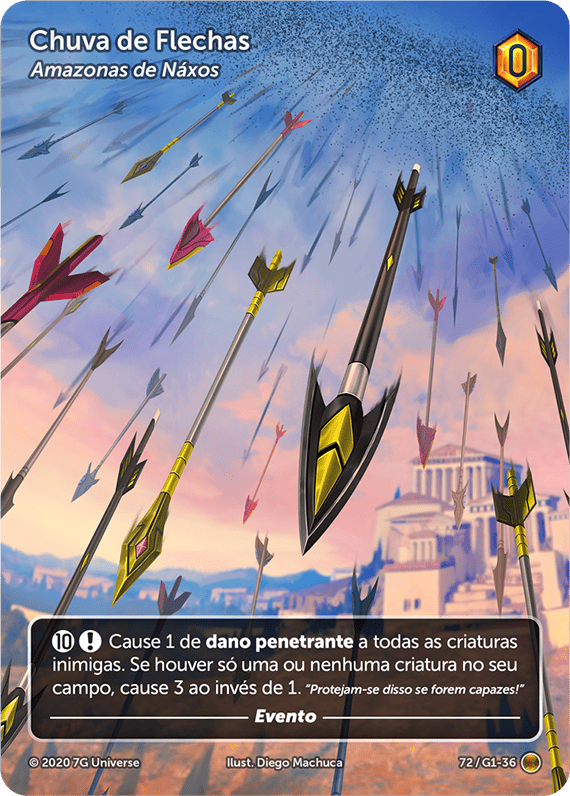 Chuva de Flechas
0
Amazonas de Náxos
10 ! Cause 1 de dano penetrante a todas as criaturas
inimigas. Se houver só uma ou nenhuma criatura no seu
campo, cause 3 ao invés de 1. “Protejam-se disso se forem capazes!”
Evento
© 2020 7G Universe
Ilust. Diego Machuca
72/G1-36